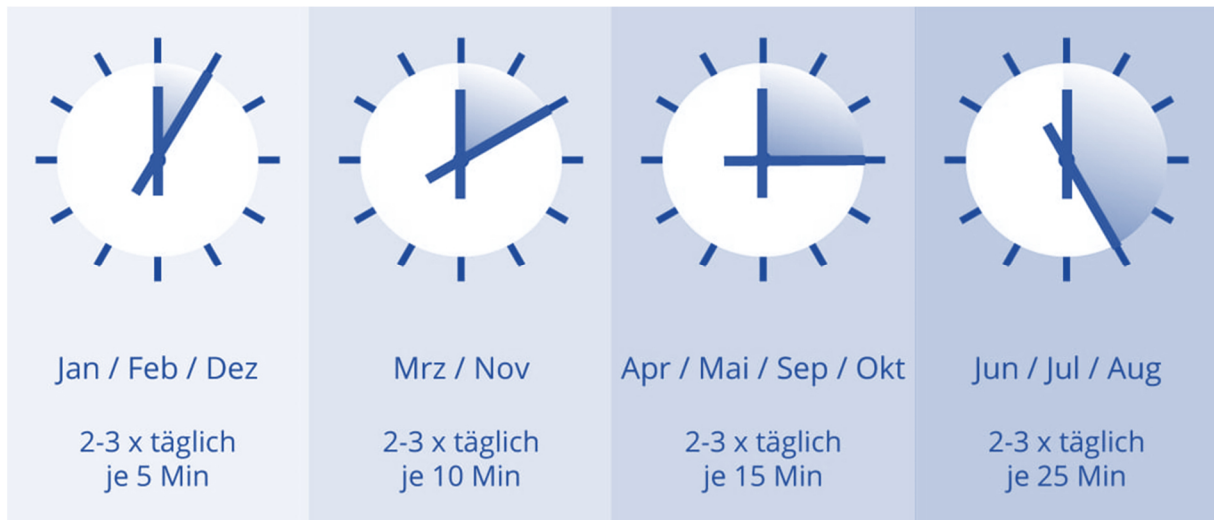 Jan / Feb / Dez
2-3 x täglich
je 5 Min
Mrz / Nov
2-3 x täglich
je 10 Min
Apr / Mai / Sep / Okt
2-3 x täglich
je 15 Min
Jun / Jul / Aug
2-3 x täglich
je 25 Min